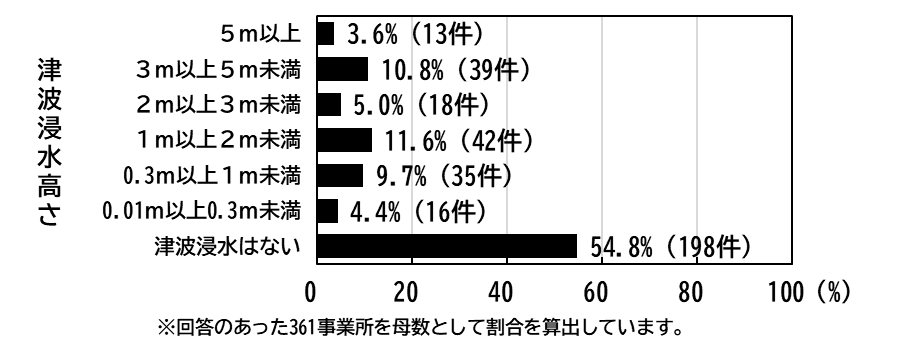 津波浸水高さ
5m以上 3.6%（13件）
3m以上5m未満 10.8%（39件）
2m以上3m未満 5.0%（18件）
1m以上2m未満 11.6%（42件）
0.3m以上1m未満 9.7%（35件）
0.01m以上0.3m未満 4.4%（16件）
津波浸水はない 54.8%（198件）
0 20 40 60 80 100（%）
※回答のあった361事業所を母数として割合を算出しています。